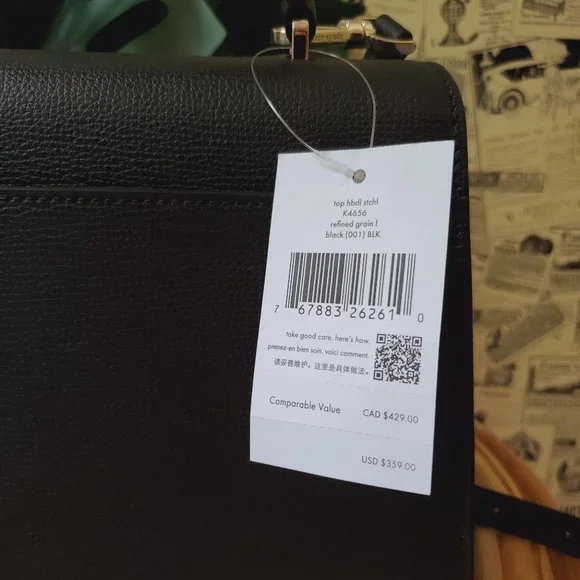 top hbdl stchl
K4656
refined grain l
black (001) BLK
7 67883 26261 0
take good care. here's how.
prenez-en bien soin. voici comment.
请妥善维护。这里是具体做法。
Comparable Value CAD $429.00
USD $359.00